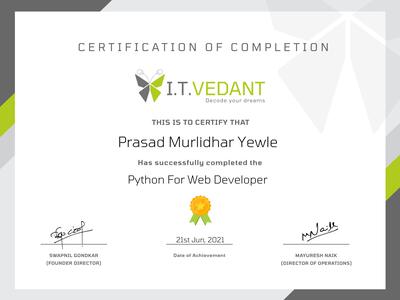 CERTIFICATION OF COMPLETION
I.T.VEDANT
Decode your dreams
THIS IS TO CERTIFY THAT
Prasad Murlidhar Yewle
Has successfully completed the
Python For Web Developer
21st Jun, 2021
SWAPNIL GONDKAR
Date of Achievement
MAYURESH NAIK
(FOUNDER DIRECTOR)
(DIRECTOR OF OPERATIONS)